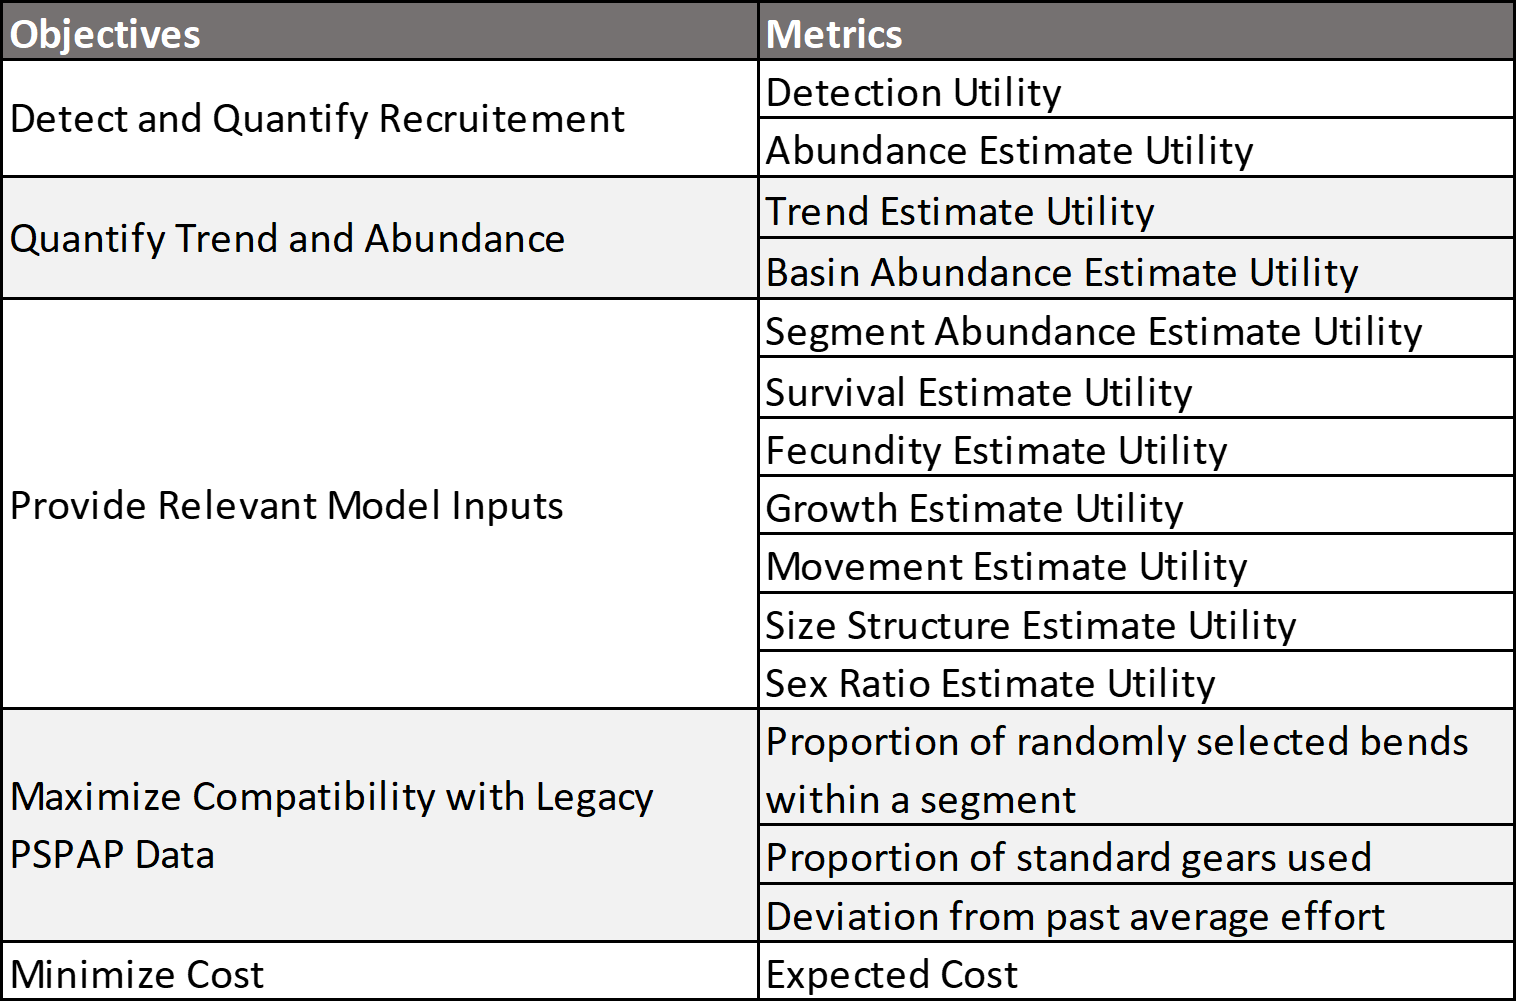 Objectives
Metrics
Detect and Quantify Recruitement
Detection Utility
Abundance Estimate Utility
Quantify Trend and Abundance
Trend Estimate Utility
Basin Abundance Estimate Utility
Provide Relevant Model Inputs
Segment Abundance Estimate Utility
Survival Estimate Utility
Fecundity Estimate Utility
Growth Estimate Utility
Movement Estimate Utility
Size Structure Estimate Utility
Sex Ratio Estimate Utility
Maximize Compatibility with Legacy
PSPAP Data
Proportion of randomly selected bends
within a segment
Proportion of standard gears used
Deviation from past average effort
Minimize Cost
Expected Cost